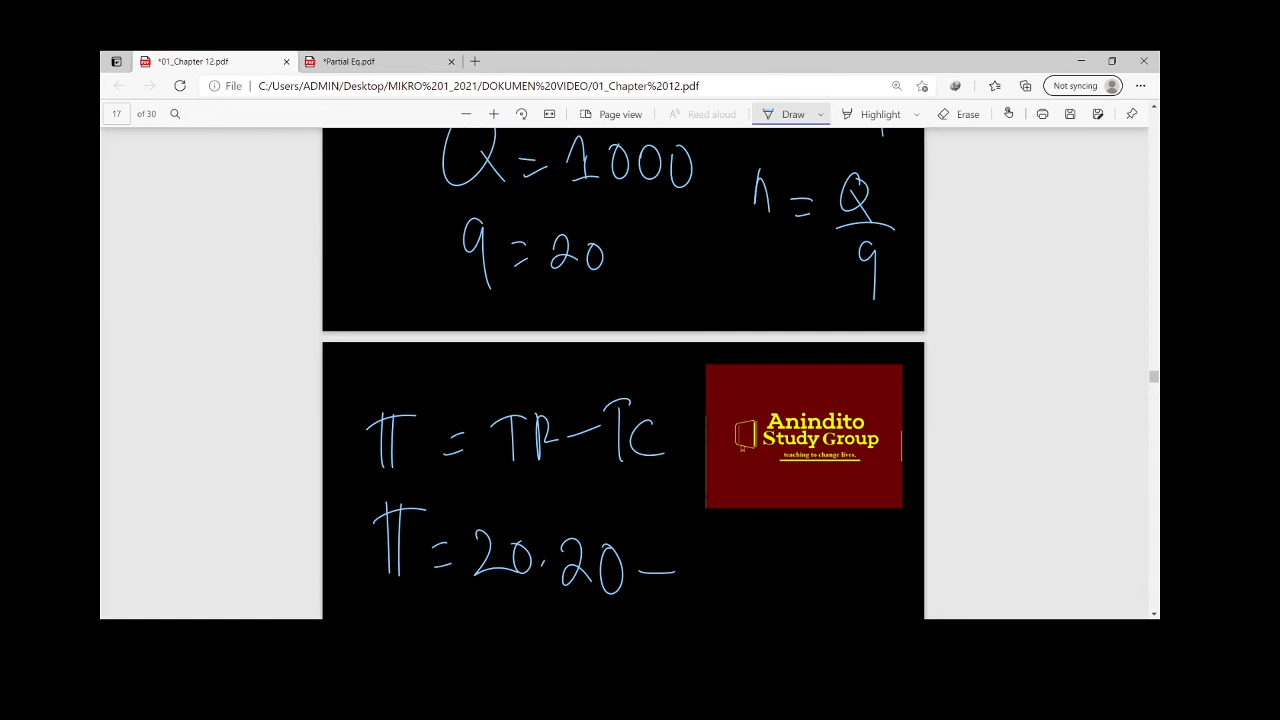 *01_Chapter 12.pdf
*Partial Eq.pdf
File
C:/Users/ADMIN/Desktop/MIKRO%201_2021/DOKUMEN%20VIDEO/01_Chapter%2012.pdf
Not syncing
17 of 30
Page view
Read aloud
Draw
Highlight
Erase
Q = 1000
n = Q/q
q = 20
π = TR - TC
Anindito
Study Group
teaching to change lives.
π = 20.20 -